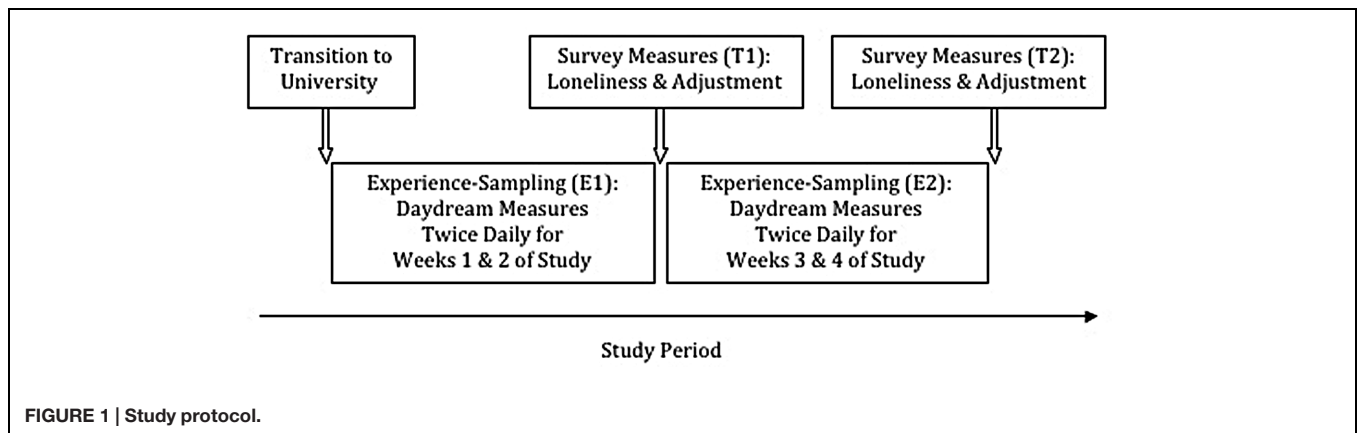 Transition to
University
Survey Measures (T1):
Loneliness & Adjustment
Survey Measures (T2):
Loneliness & Adjustment
Experience-Sampling (E1):
Daydream Measures
Twice Daily for
Weeks 1 & 2 of Study
Experience-Sampling (E2):
Daydream Measures
Twice Daily for
Weeks 3 & 4 of Study
Study Period
FIGURE 1 | Study protocol.